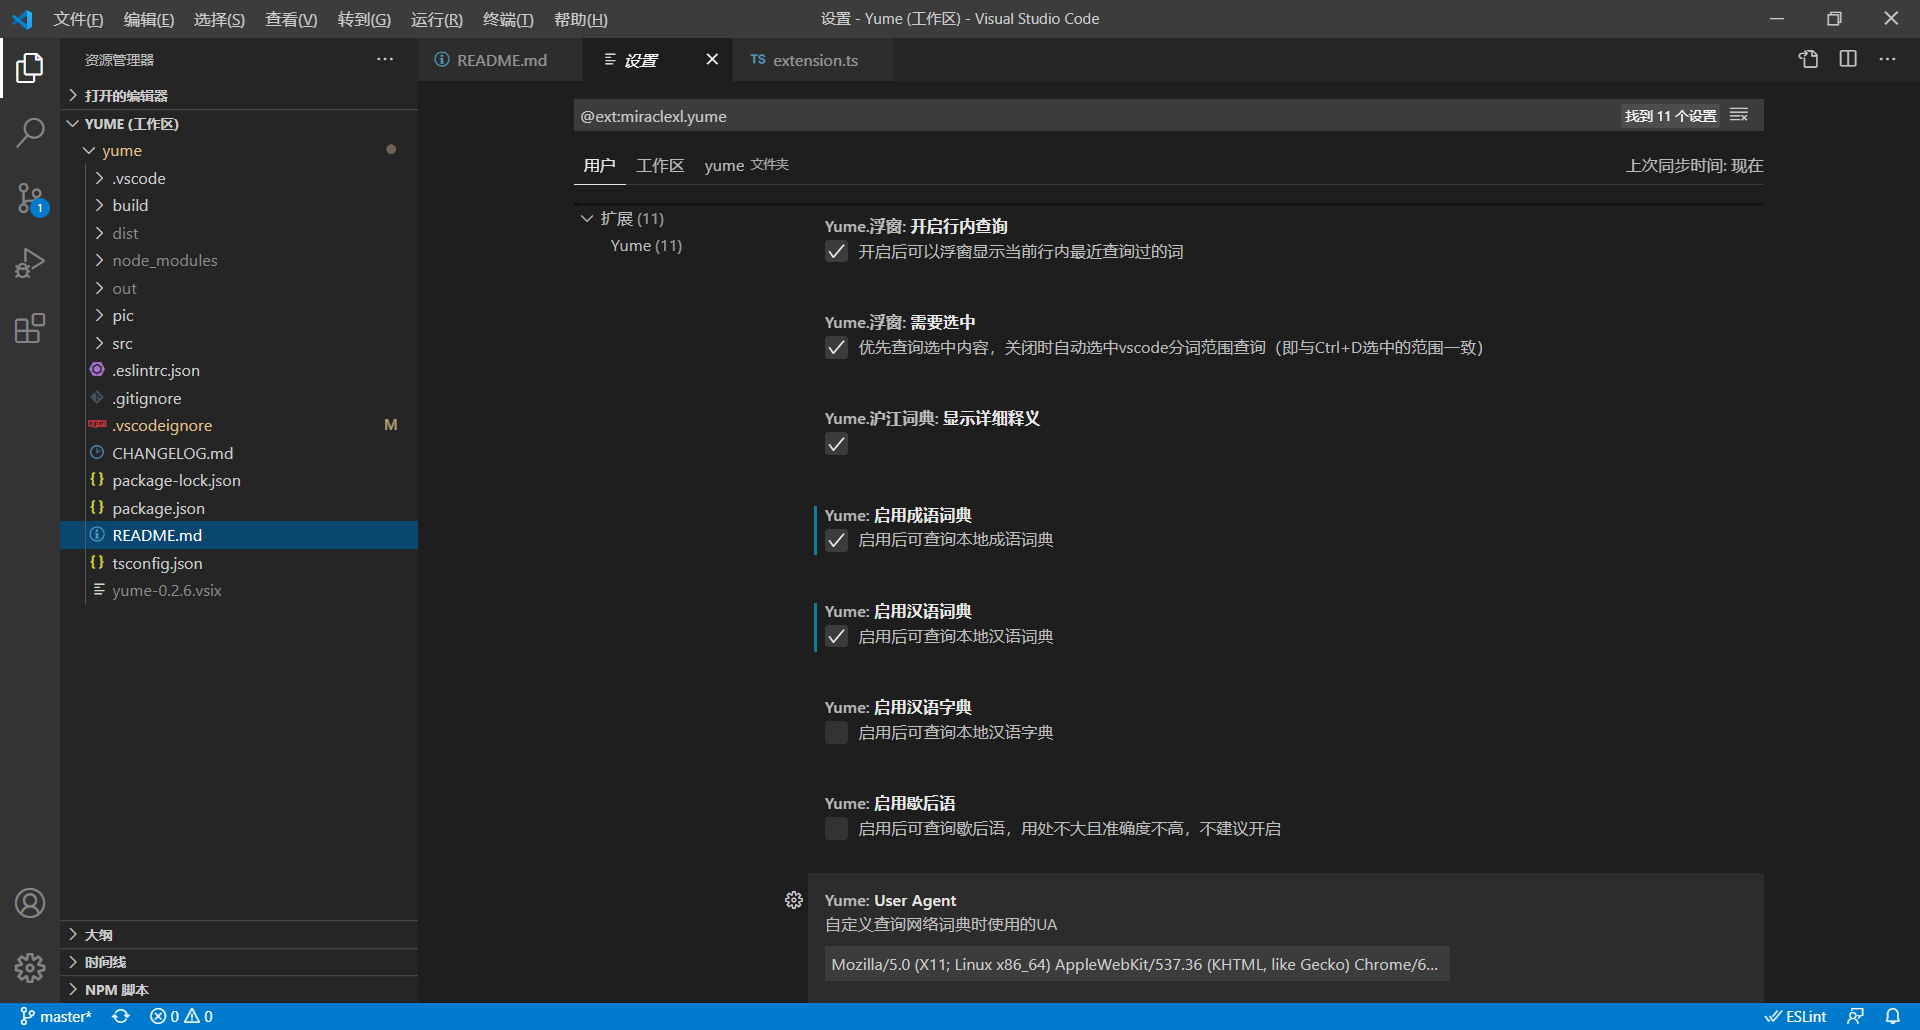 文件(F) 编辑(E) 选择(S) 查看(V) 转到(G) 运行(R) 终端(T) 帮助(H)
设置 - Yume (工作区) - Visual Studio Code
资源管理器
打开的编辑器
YUME (工作区)
yume
.vscode
build
dist
node_modules
out
pic
src
.eslintrc.json
.gitignore
.vscodeignore M
CHANGELOG.md
package-lock.json
package.json
README.md
tsconfig.json
yume-0.2.6.vsix
大纲
时间线
NPM 脚本
1
README.md
设置
TS extension.ts
@ext:miraclexl.yume
找到 11 个设置
用户 工作区 yume 文件夹
上次同步时间: 现在
扩展 (11)
Yume (11)
Yume.浮窗: 开启行内查询
开启后可以浮窗显示当前行内最近查询过的词
Yume.浮窗: 需要选中
优先查询选中内容，关闭时自动选中vscode分词范围查询（即与Ctrl+D选中的范围一致）
Yume.沪江词典: 显示详细释义
Yume: 启用成语词典
启用后可查询本地成语词典
Yume: 启用汉语词典
启用后可查询本地汉语词典
Yume: 启用汉语字典
启用后可查询本地汉语字典
Yume: 启用歇后语
启用后可查询歇后语，用处不大且准确度不高，不建议开启
Yume: User Agent
自定义查询网络词典时使用的UA
Mozilla/5.0 (X11; Linux x86_64) AppleWebKit/537.36 (KHTML, like Gecko) Chrome/6...
master* 0 0
ESLint